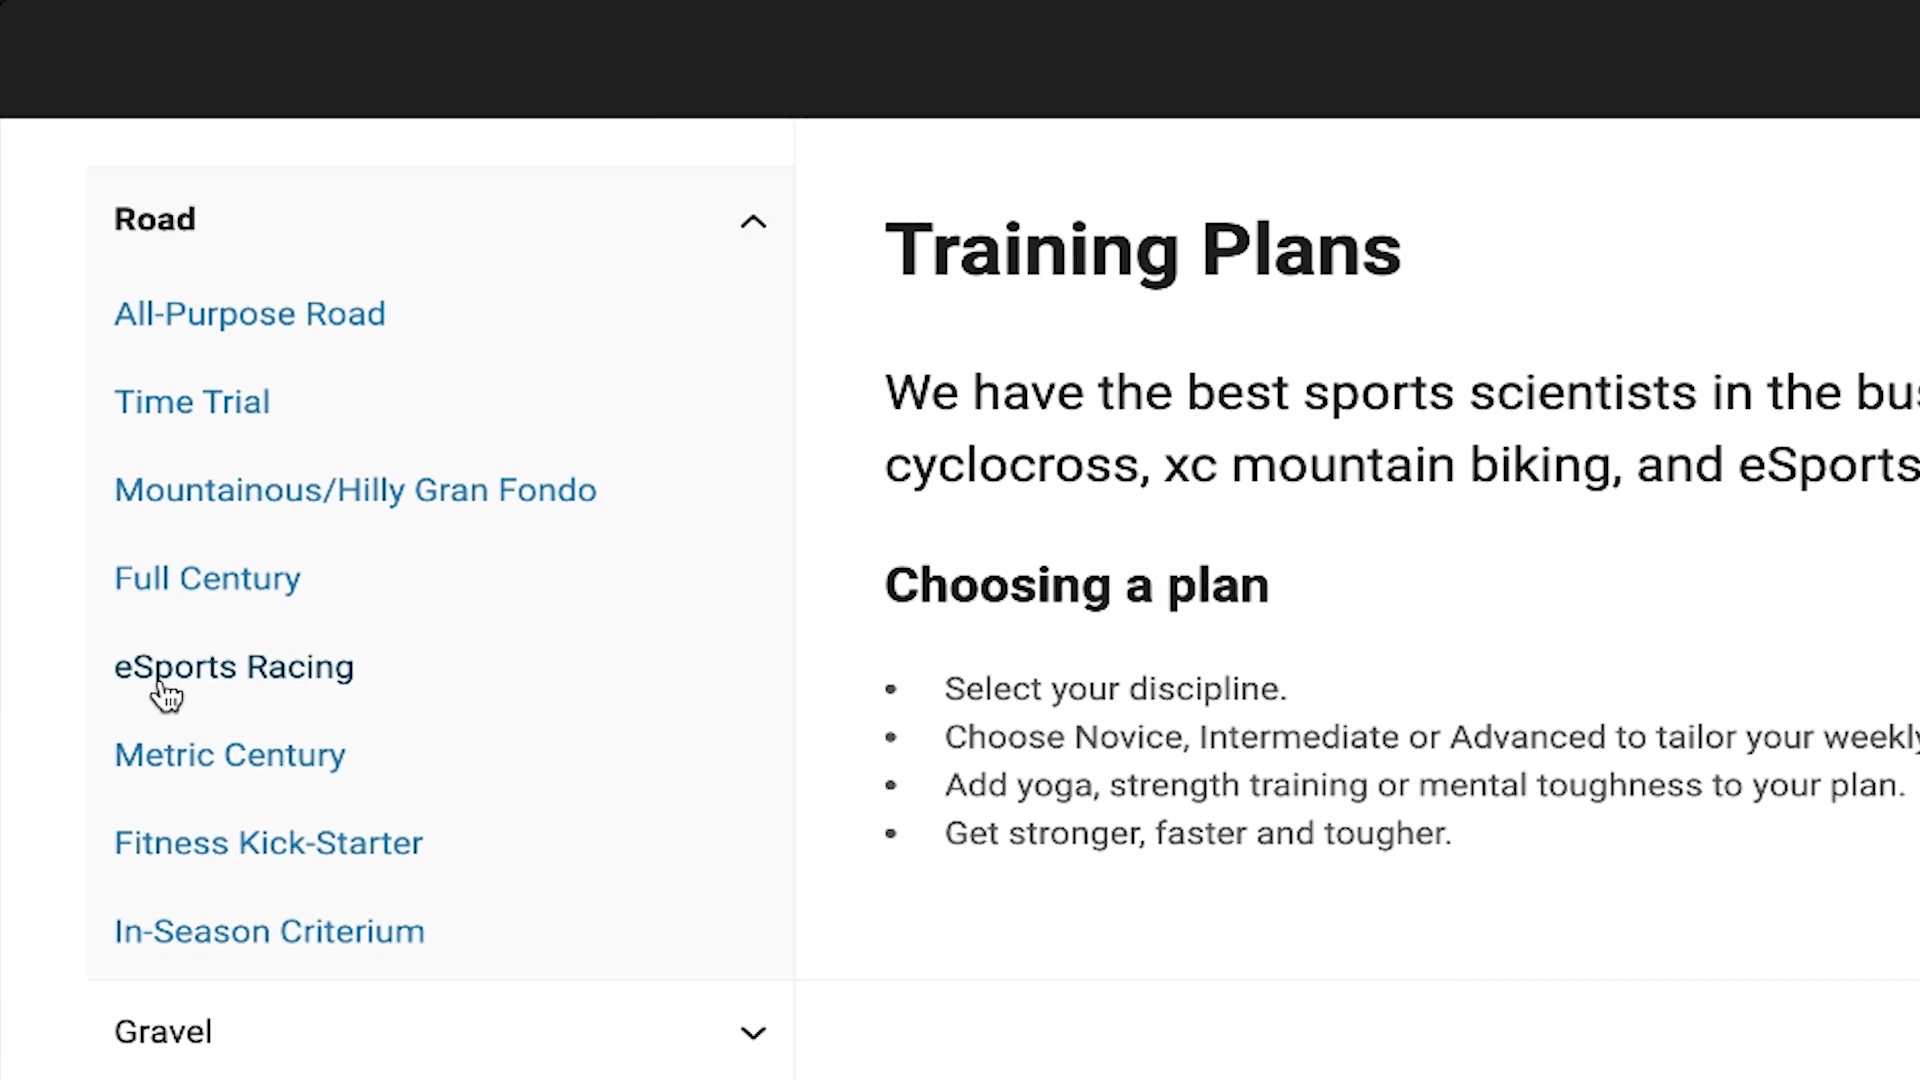 Road
All-Purpose Road
Time Trial
Mountainous/Hilly Gran Fondo
Full Century
eSports Racing
Metric Century
Fitness Kick-Starter
In-Season Criterium
Gravel
Training Plans
We have the best sports scientists in the
cyclocross, xc mountain biking, and eSports
Choosing a plan
• Select your discipline.
• Choose Novice, Intermediate or Advanced to tailor your weekly
• Add yoga, strength training or mental toughness to your plan.
• Get stronger, faster and tougher.